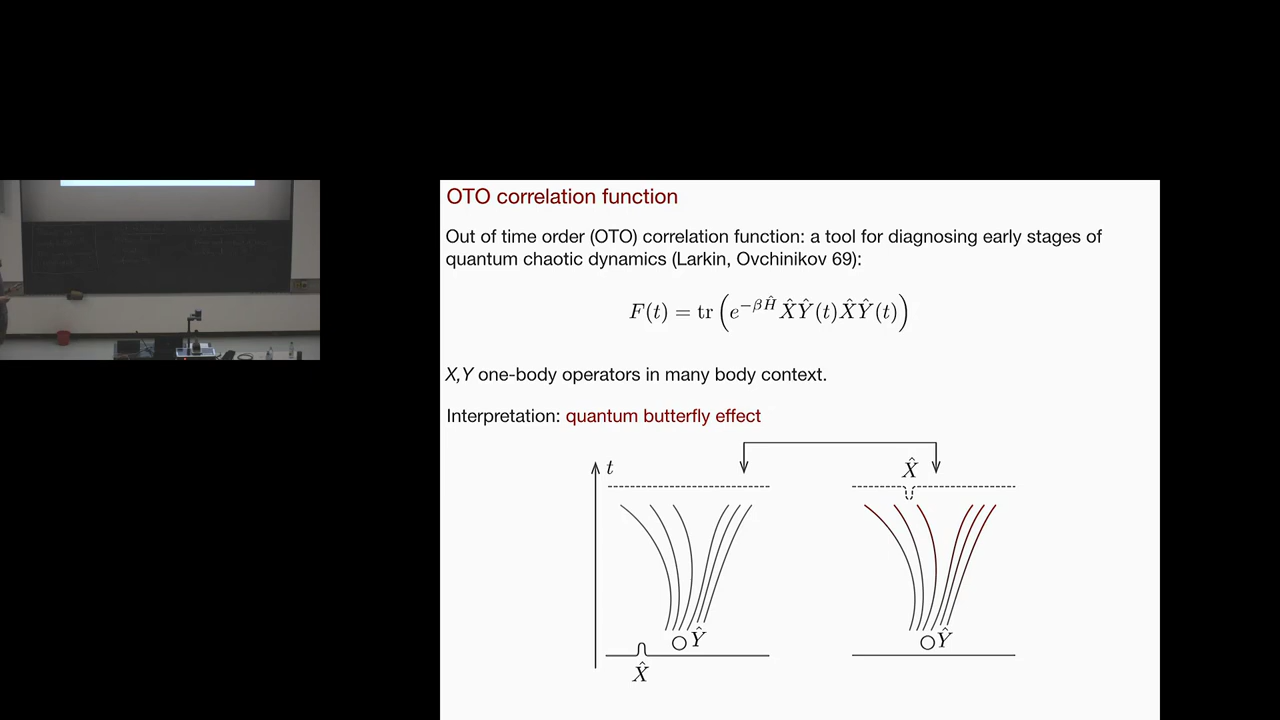 OTO correlation function
Out of time order (OTO) correlation function: a tool for diagnosing early stages of
quantum chaotic dynamics (Larkin, Ovchinikov 69):
F(t) = tr(e^{-βĤ} X̂Ŷ(t)X̂Ŷ(t))
X,Y one-body operators in many body context.
Interpretation: quantum butterfly effect
t
X̂
Ŷ
Ŷ
X̂